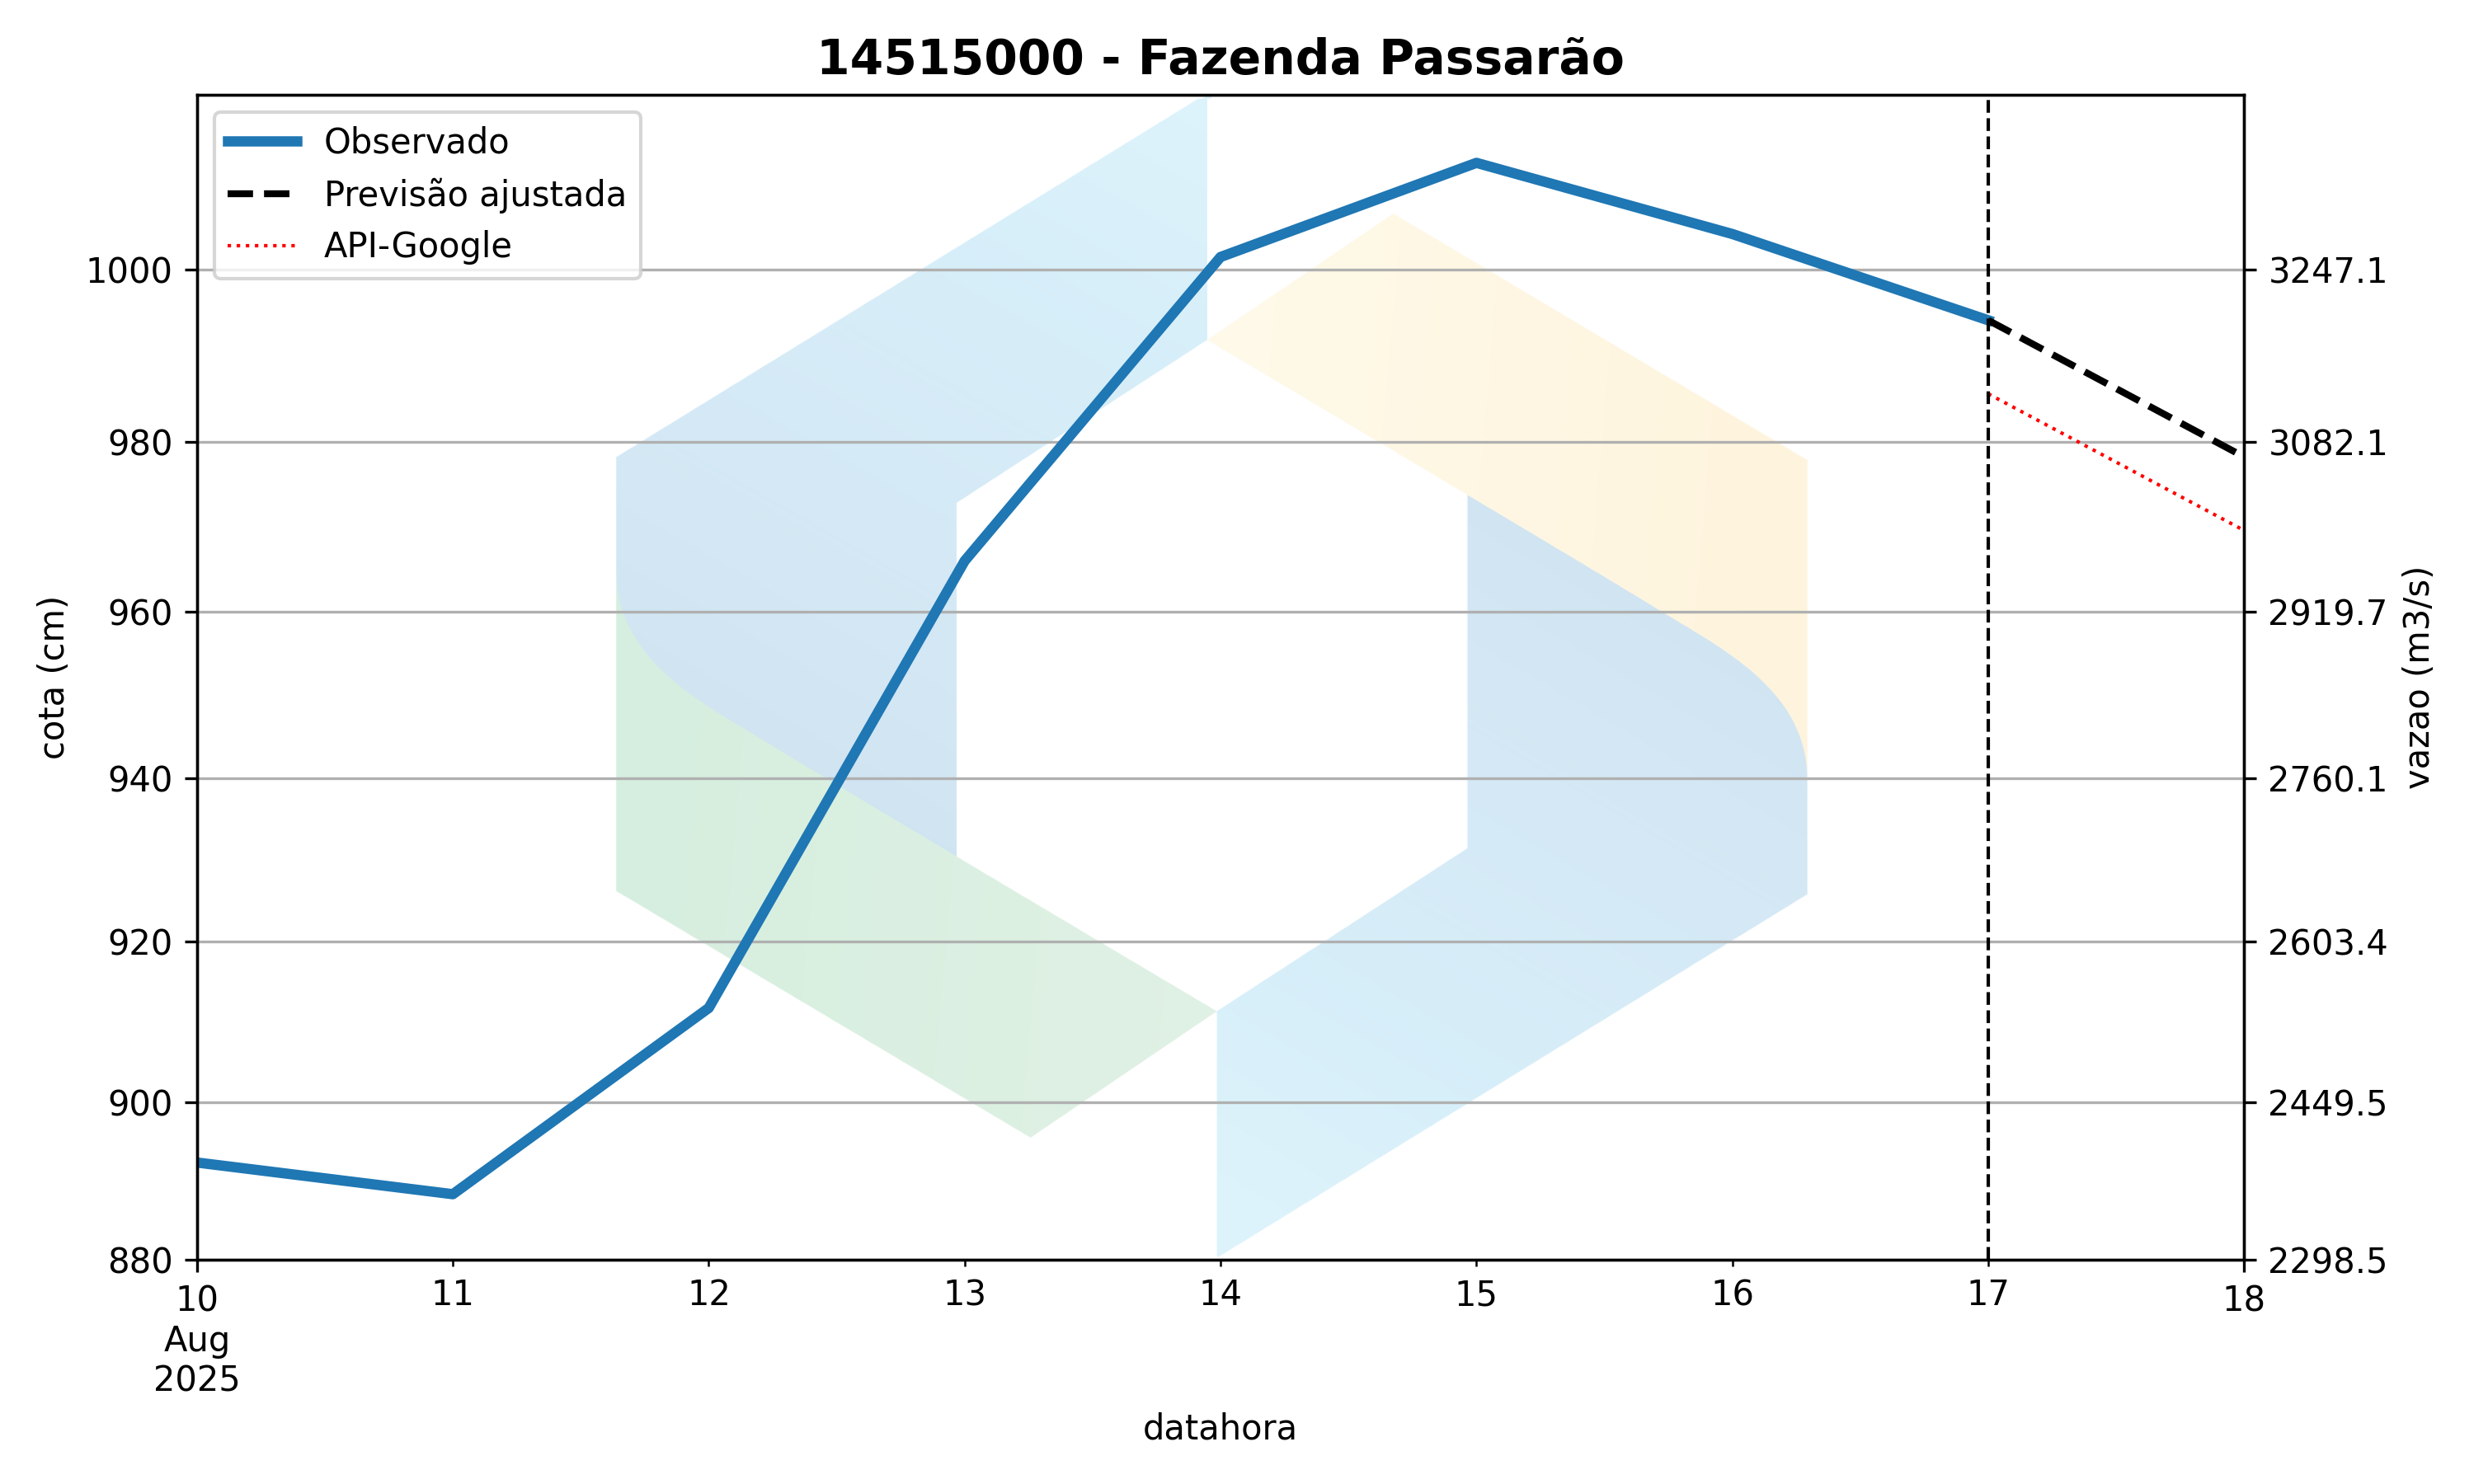 14515000 - Fazenda Passarão
Observado
Previsão ajustada
API-Google
1000
980
960
940
920
900
880
cota (cm)
3247.1
3082.1
2919.7
2760.1
2603.4
2449.5
2298.5
vazao (m3/s)
10 11 12 13 14 15 16 17 18
Aug
2025
datahora